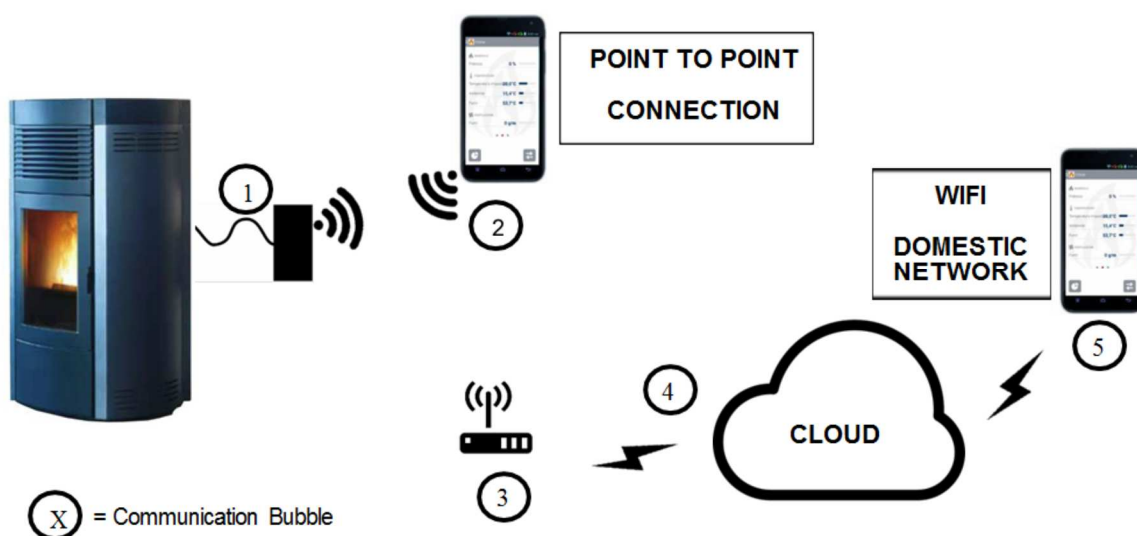 POINT TO POINT
CONNECTION
1
2
WIFI
DOMESTIC
NETWORK
5
4
CLOUD
3
X = Communication Bubble